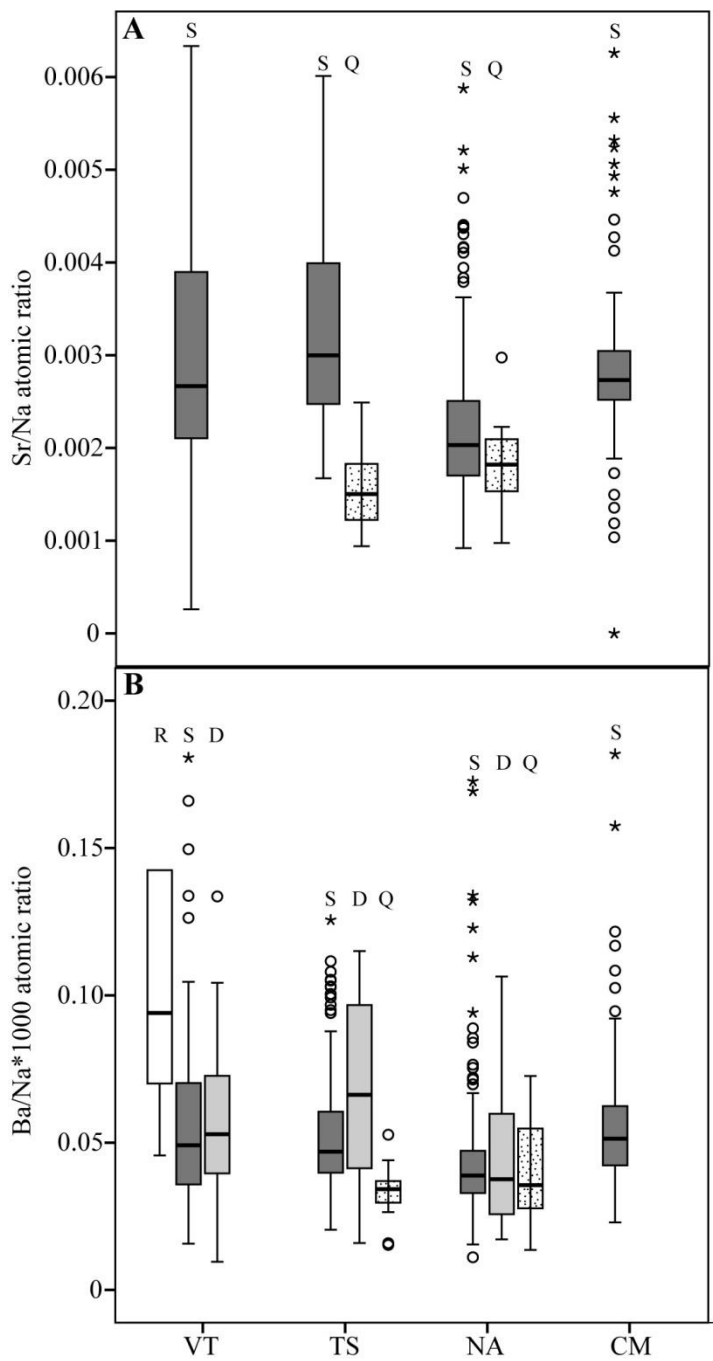 A
S
S Q
S Q
S
0.006
0.005
0.004
0.003
0.002
0.001
0
Sr/Na atomic ratio
B
R S D
S D Q
S D Q
S
0.20
0.15
0.10
0.05
0
Ba/Na*1000 atomic ratio
VT TS NA CM